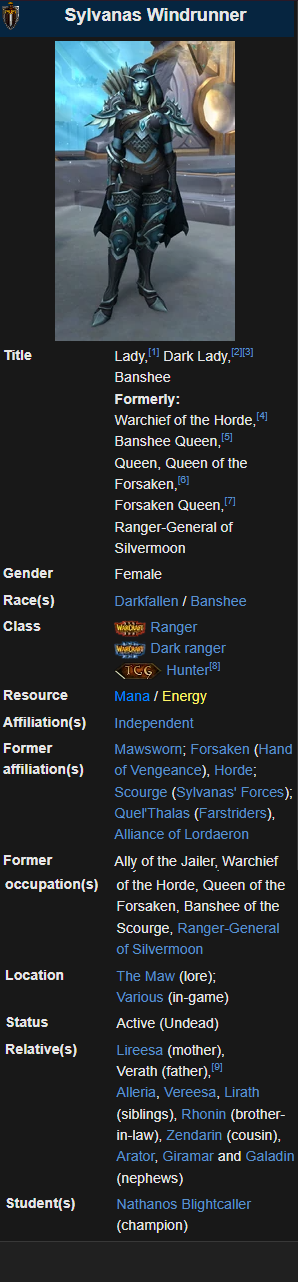 Sylvanas Windrunner
Title
Lady,[1] Dark Lady,[2][3]
Banshee
Formerly:
Warchief of the Horde,[4]
Banshee Queen,[5]
Queen, Queen of the
Forsaken,[6]
Forsaken Queen,[7]
Ranger-General of
Silvermoon
Gender
Female
Race(s)
Darkfallen / Banshee
Class
WARCRAFT Ranger
WARCRAFT Dark ranger
TCG Hunter[8]
Resource
Mana / Energy
Affiliation(s)
Independent
Former
affiliation(s)
Mawsworn; Forsaken (Hand
of Vengeance), Horde;
Scourge (Sylvanas' Forces);
Quel'Thalas (Farstriders),
Alliance of Lordaeron
Former
occupation(s)
Ally of the Jailer, Warchief
of the Horde, Queen of the
Forsaken, Banshee of the
Scourge, Ranger-General
of Silvermoon
Location
The Maw (lore);
Various (in-game)
Status
Active (Undead)
Relative(s)
Lireesa (mother),
Verath (father),[9]
Alleria, Vereesa, Lirath
(siblings), Rhonin (brother-
in-law), Zendarin (cousin),
Arator, Giramar and Galadin
(nephews)
Student(s)
Nathanos Blightcaller
(champion)